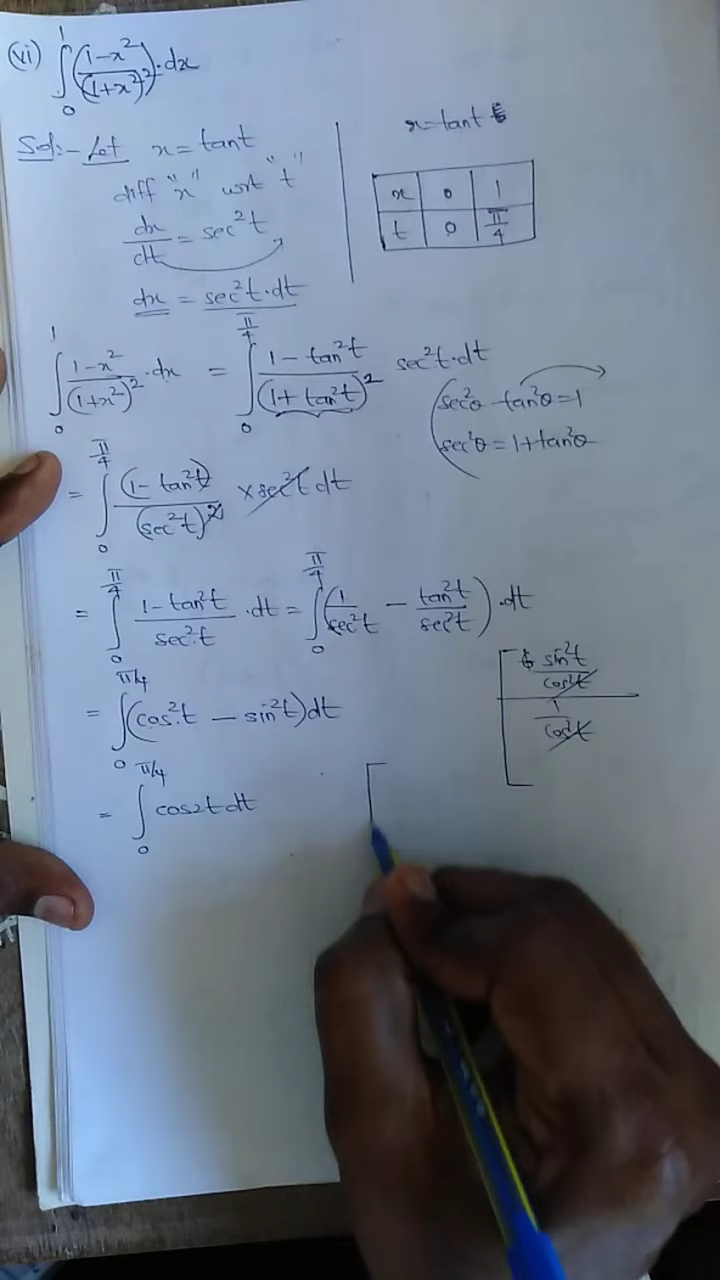 (vi) ∫₀¹ (1-x²)/(1+x²)² · dx
Sol:- Let x = tant
diff "x" wrt "t"
dx/dt = sec²t
dx = sec²t·dt
x = tant
x 0 1
t 0 π/4
∫₀¹ (1-x²)/(1+x²)² · dx = ∫₀^(π/4) (1 - tan²t)/(1 + tan²t)² sec²t·dt
sec²θ - tan²θ = 1
sec²θ = 1 + tan²θ
= ∫₀^(π/4) (1 - tan²t)/(sec²t)² × sec²t dt
= ∫₀^(π/4) (1 - tan²t)/sec²t · dt = ∫₀^(π/4) (1/sec²t - tan²t/sec²t) · dt
= ∫₀^(π/4) (cos²t - sin²t) dt
[ (sin²t/cos²t) / (1/cos²t)
= ∫₀^(π/4) cos2t dt [